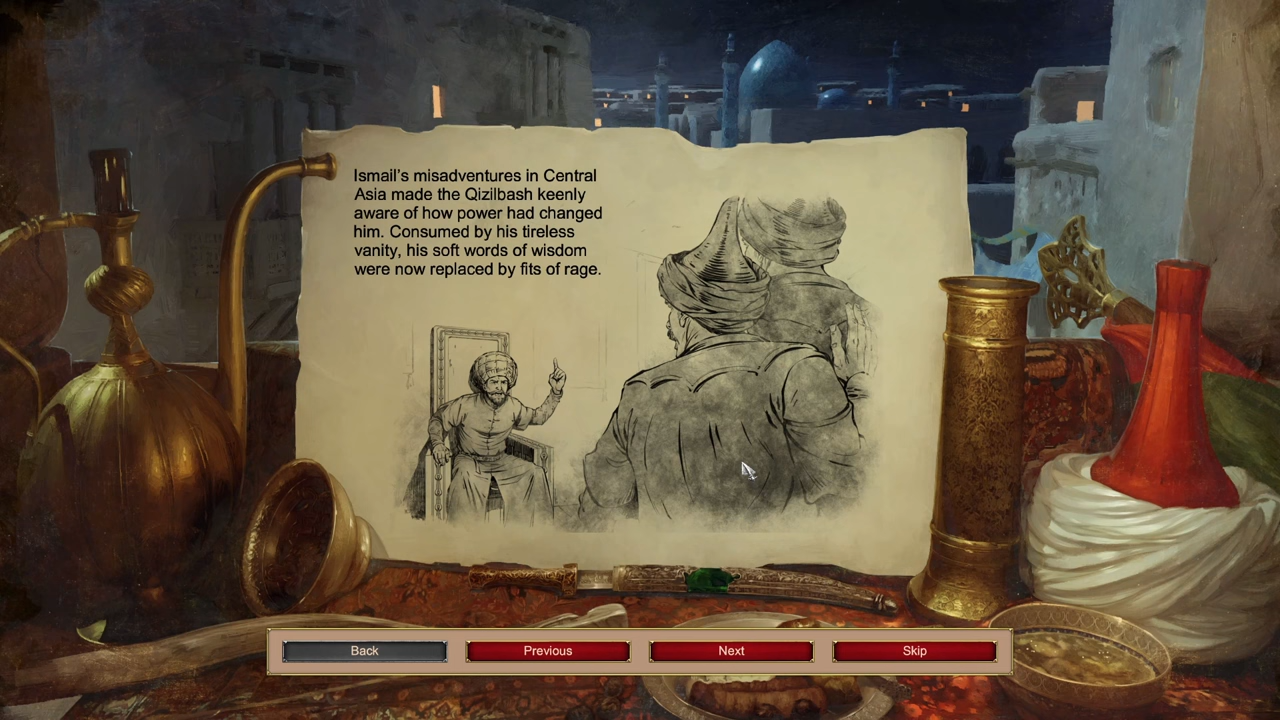 Ismail's misadventures in Central
Asia made the Qizilbash keenly
aware of how power had changed
him. Consumed by his tireless
vanity, his soft words of wisdom
were now replaced by fits of rage.
Back
Previous
Next
Skip